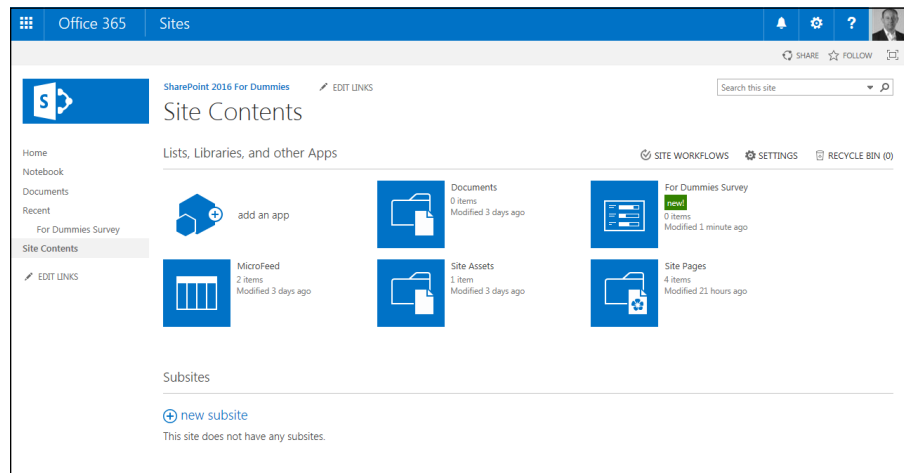 Office 365
Sites
?
SHARE
FOLLOW
S
SharePoint 2016 For Dummies
EDIT LINKS
Search this site
Site Contents
Home
Notebook
Documents
Recent
For Dummies Survey
Site Contents
EDIT LINKS
Lists, Libraries, and other Apps
SITE WORKFLOWS
SETTINGS
RECYCLE BIN (0)
add an app
Documents
0 items
Modified 3 days ago
For Dummies Survey
new!
0 items
Modified 1 minute ago
MicroFeed
2 items
Modified 3 days ago
Site Assets
1 item
Modified 3 days ago
Site Pages
4 items
Modified 21 hours ago
Subsites
new subsite
This site does not have any subsites.